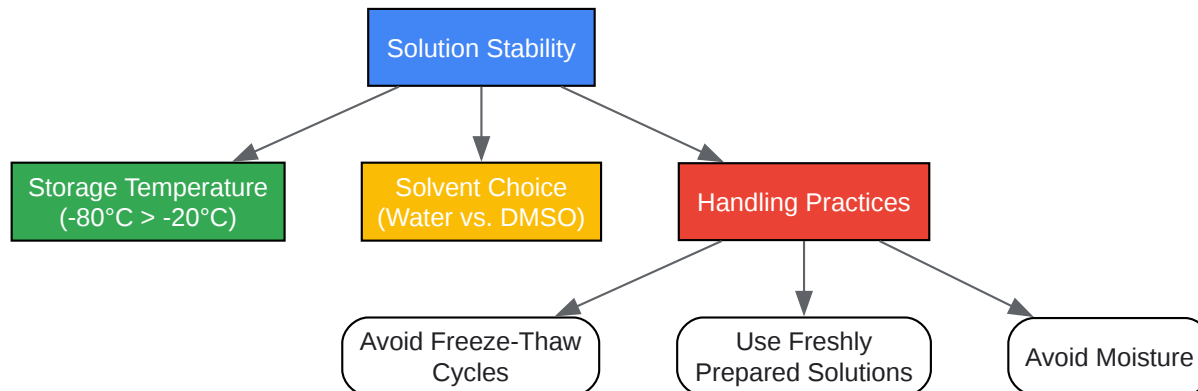 Solution Stability
Storage Temperature
(-80°C > -20°C)
Solvent Choice
(Water vs. DMSO)
Handling Practices
Avoid Freeze-Thaw
Cycles
Use Freshly
Prepared Solutions
Avoid Moisture